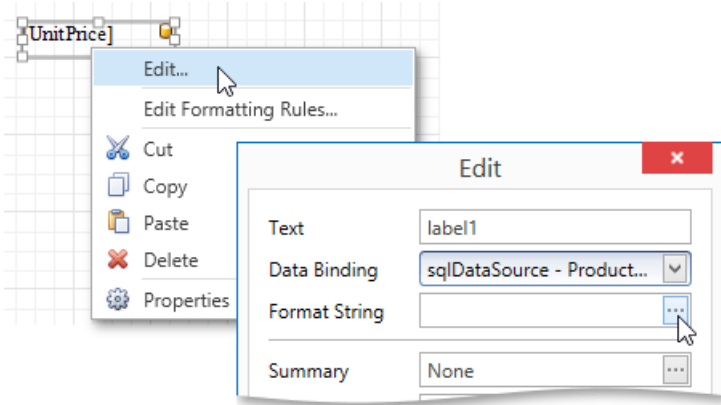 [UnitPrice]
Edit...
Edit Formatting Rules...
Cut
Copy
Paste
Delete
Properties
Edit
Text
label1
Data Binding
sqlDataSource - Product...
Format String
...
Summary
None
...